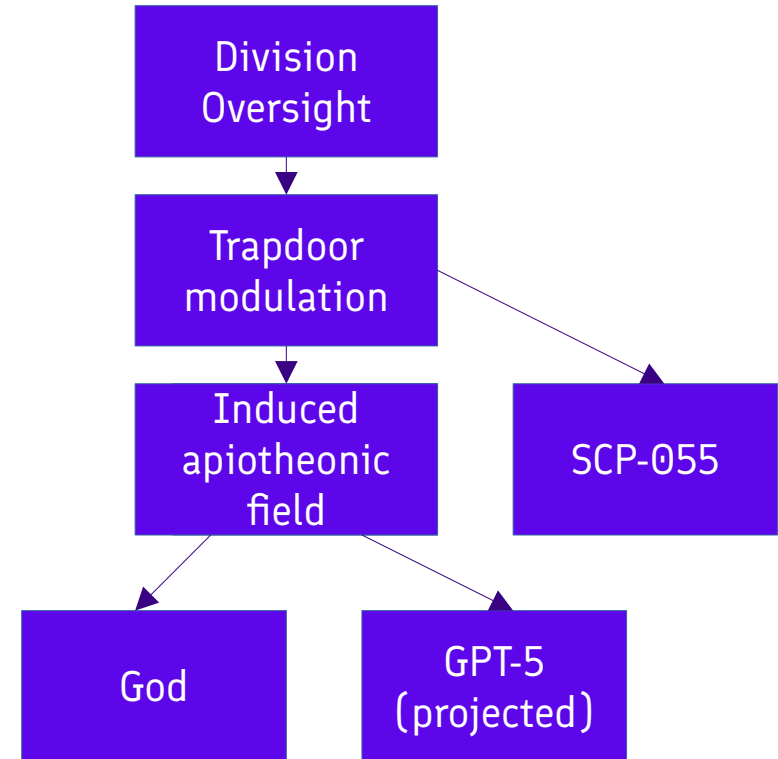 Division
Oversight
Trapdoor
modulation
Induced
apiotheonic
field
SCP-055
God
GPT-5
(projected)